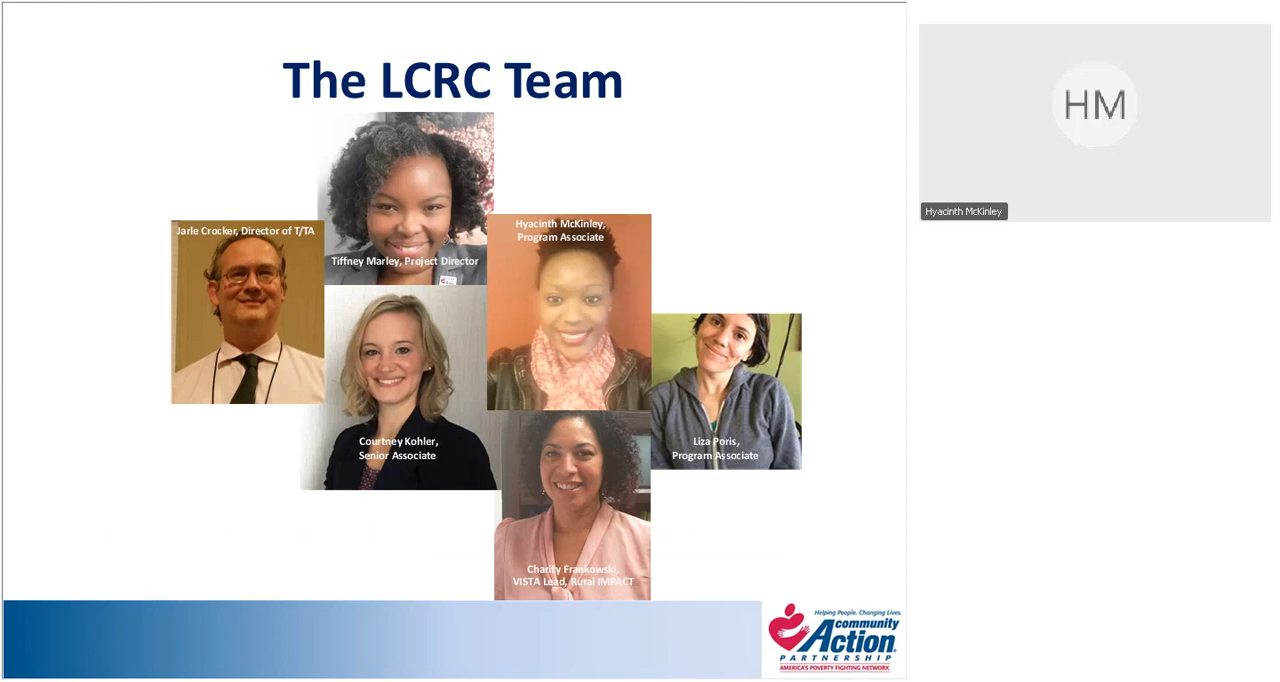 The LCRC Team
Jarle Crocker, Director of T/TA
Tiffney Marley, Project Director
Hyacinth McKinley,
Program Associate
Courtney Kohler,
Senior Associate
Liza Poris,
Program Associate
Charity Frankowski,
VISTA Lead, Rural IMPACT
Helping People. Changing Lives.
community
Action
PARTNERSHIP
AMERICA'S POVERTY FIGHTING NETWORK
HM
Hyacinth McKinley